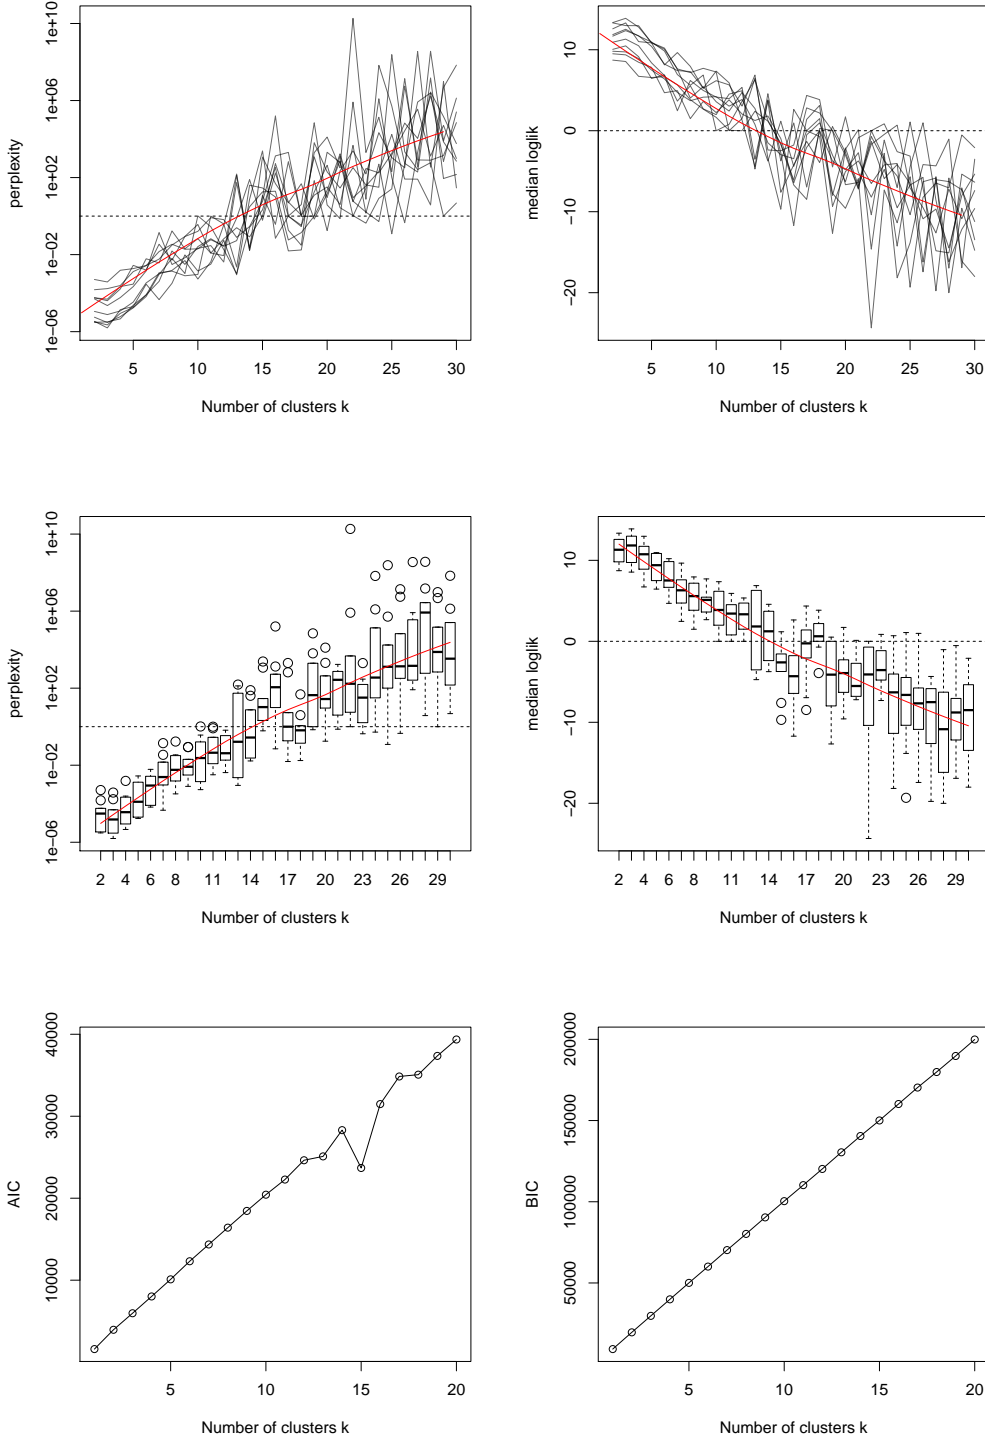 perplexity
1e-06 1e-02 1e+02 1e+06 1e+10
5 10 15 20 25 30
Number of clusters k
median loglik
-20 -10 0 10
5 10 15 20 25 30
Number of clusters k
perplexity
1e-06 1e-02 1e+02 1e+06 1e+10
2 4 6 8 11 14 17 20 23 26 29
Number of clusters k
median loglik
-20 -10 0 10
2 4 6 8 11 14 17 20 23 26 29
Number of clusters k
AIC
10000 20000 30000 40000
5 10 15 20
Number of clusters k
BIC
50000 100000 150000 200000
5 10 15 20
Number of clusters k